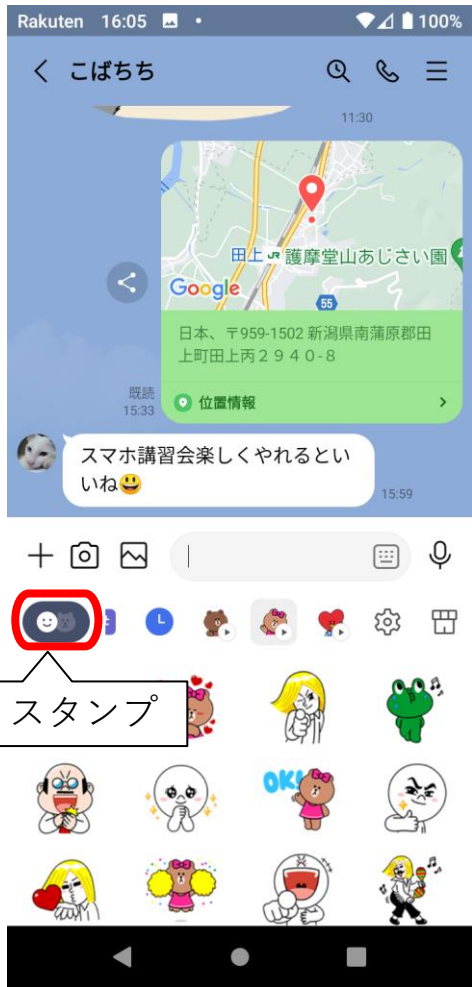 Rakuten 16:05 100%
こばちち
11:30
田上 JR 護摩堂山あじさい園
Google
55
日本、〒959-1502 新潟県南蒲原郡田
上町田上丙２９４０-８
既読
15:33
位置情報
スマホ講習会楽しくやれるとい
いね😃
15:59
スタンプ
OK!